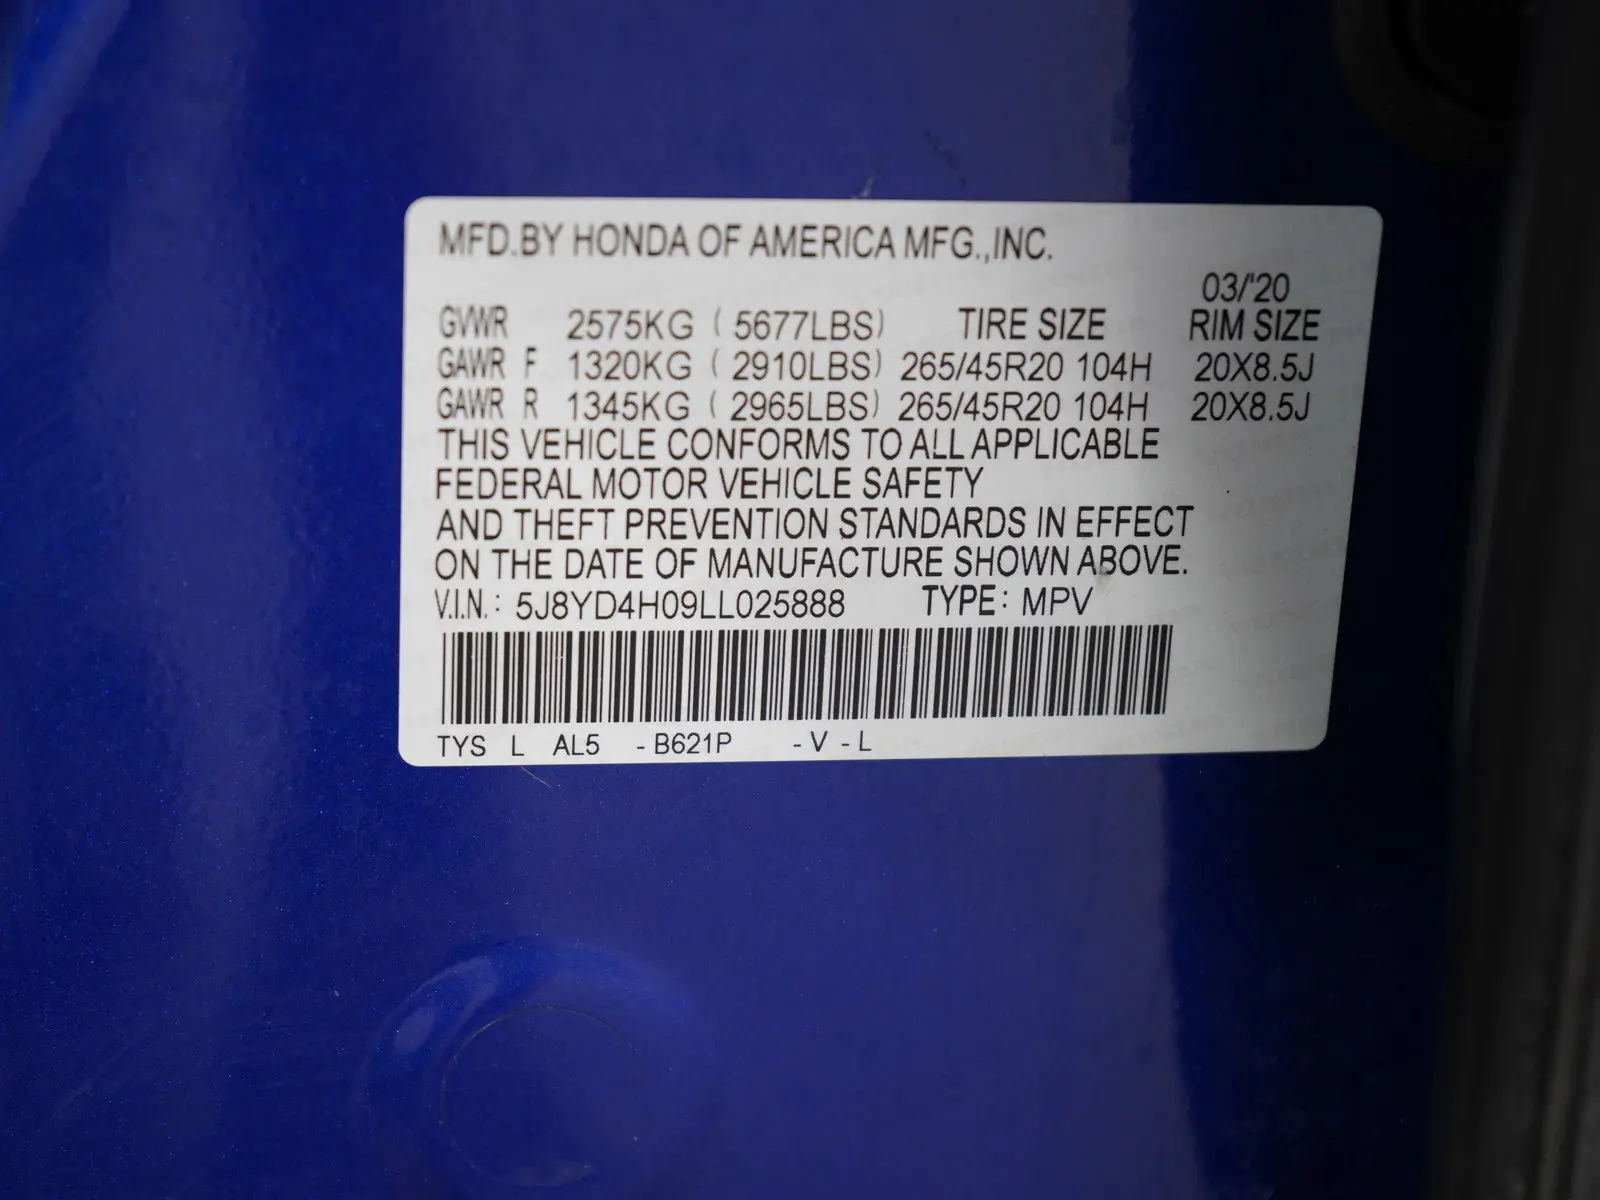 MFD.BY HONDA OF AMERICA MFG.,INC.
03/'20
GVWR 2575KG ( 5677LBS) TIRE SIZE RIM SIZE
GAWR F 1320KG ( 2910LBS) 265/45R20 104H 20X8.5J
GAWR R 1345KG ( 2965LBS) 265/45R20 104H 20X8.5J
THIS VEHICLE CONFORMS TO ALL APPLICABLE
FEDERAL MOTOR VEHICLE SAFETY
AND THEFT PREVENTION STANDARDS IN EFFECT
ON THE DATE OF MANUFACTURE SHOWN ABOVE.
V.I.N.: 5J8YD4H09LL025888 TYPE: MPV
TYS L AL5 - B621P - V - L